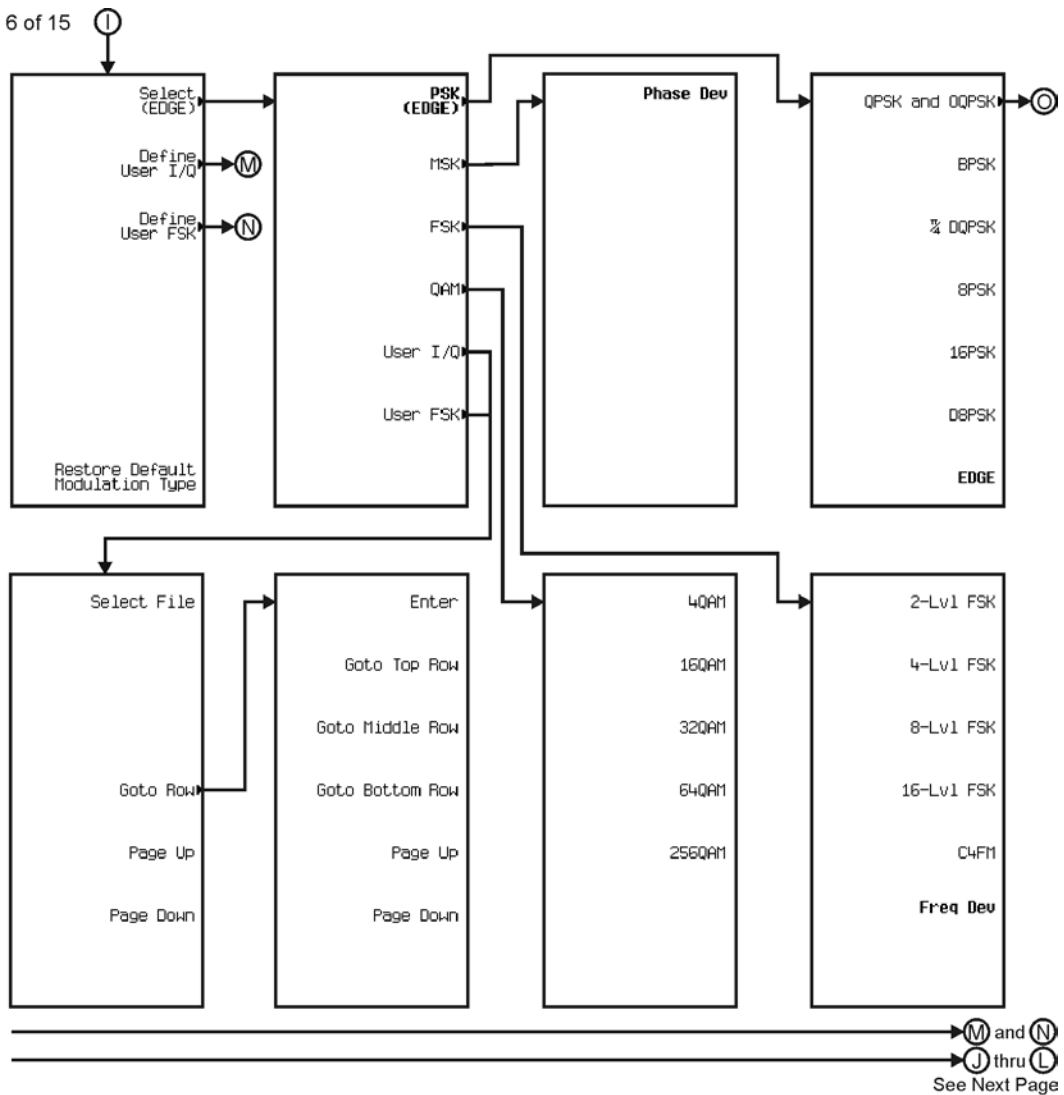 6 of 15 I
Select
(EDGE)
Define
User I/Q
M
Define
User FSK
N
Restore Default
Modulation Type
PSK
(EDGE)
MSK
FSK
QAM
User I/Q
User FSK
Phase Dev
QPSK and OQPSK
O
BPSK
π/4 DQPSK
8PSK
16PSK
D8PSK
EDGE
Select File
Goto Row
Page Up
Page Down
Enter
Goto Top Row
Goto Middle Row
Goto Bottom Row
Page Up
Page Down
4QAM
16QAM
32QAM
64QAM
256QAM
2-Lvl FSK
4-Lvl FSK
8-Lvl FSK
16-Lvl FSK
C4FM
Freq Dev
M and N
J thru L
See Next Page